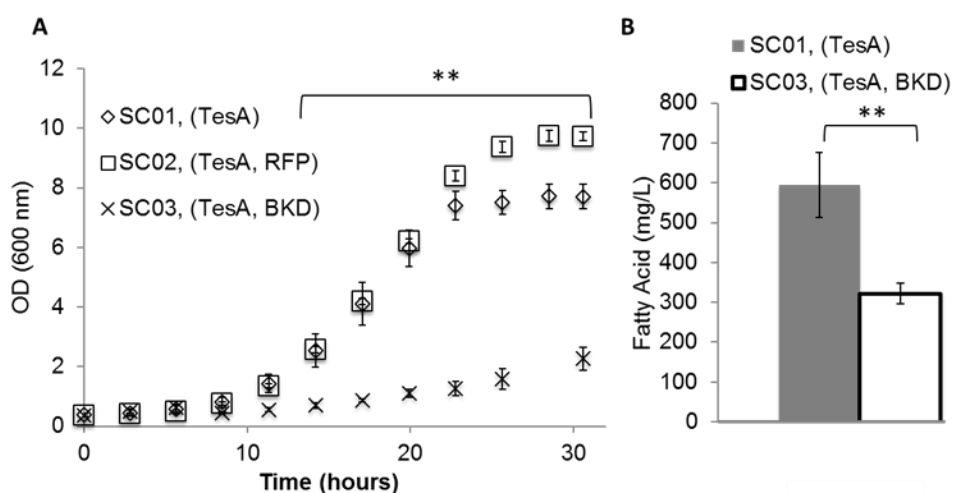 A
**
12
10
8
6
4
2
0
OD (600 nm)
SC01, (TesA)
SC02, (TesA, RFP)
SC03, (TesA, BKD)
0
10
20
30
Time (hours)
B
SC01, (TesA)
SC03, (TesA, BKD)
**
800
700
600
500
400
300
200
100
0
Fatty Acid (mg/L)